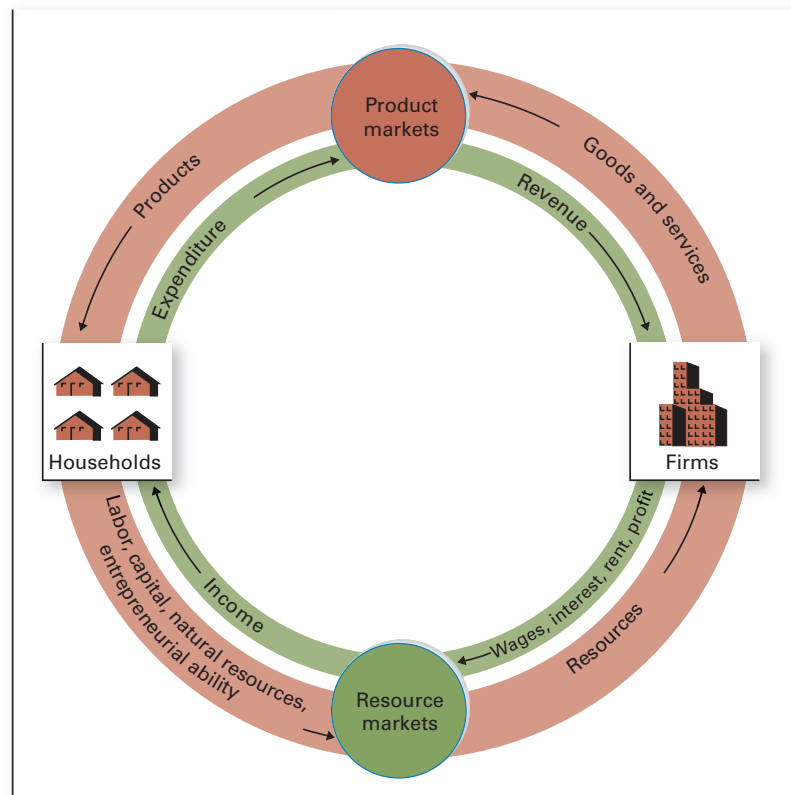 Product
markets
Goods and services
Products
Revenue
Expenditure
Households
Firms
Labor, capital, natural resources,
entrepreneurial ability
Income
Wages, interest, rent, profit
Resources
Resource
markets